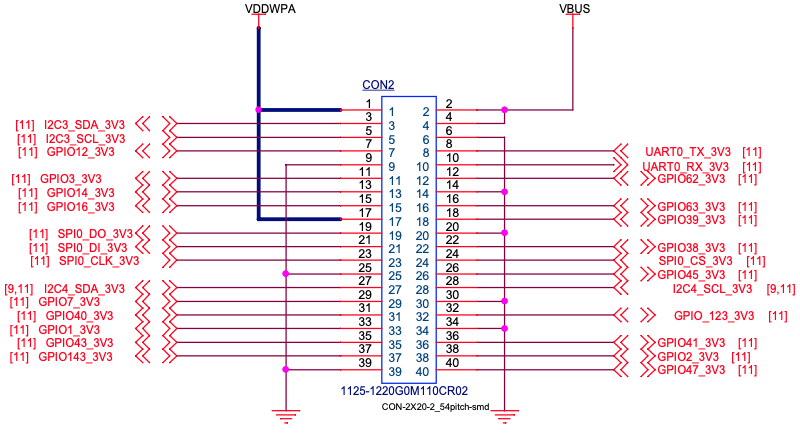 VDDWPA VBUS
CON2
1 1 2 2
3 3 4 4
[11] I2C3_SDA_3V3 5 5 6 6
[11] I2C3_SCL_3V3 7 7 8 8 UART0_TX_3V3 [11]
[11] GPIO12_3V3 9 9 10 10 UART0_RX_3V3 [11]
11 11 12 12 GPIO62_3V3 [11]
[11] GPIO3_3V3 13 13 14 14
[11] GPIO14_3V3 15 15 16 16 GPIO63_3V3 [11]
[11] GPIO16_3V3 17 17 18 18 GPIO39_3V3 [11]
[11] SPI0_DO_3V3 19 19 20 20
[11] SPI0_DI_3V3 21 21 22 22 GPIO38_3V3 [11]
[11] SPI0_CLK_3V3 23 23 24 24 SPI0_CS_3V3 [11]
25 25 26 26 GPIO45_3V3 [11]
[9,11] I2C4_SDA_3V3 27 27 28 28 I2C4_SCL_3V3 [9,11]
[11] GPIO7_3V3 29 29 30 30
[11] GPIO40_3V3 31 31 32 32 GPIO_123_3V3 [11]
[11] GPIO1_3V3 33 33 34 34
[11] GPIO43_3V3 35 35 36 36 GPIO41_3V3 [11]
[11] GPIO143_3V3 37 37 38 38 GPIO2_3V3 [11]
39 39 40 40 GPIO47_3V3 [11]
1125-1220G0M110CR02
CON-2X20-2_54pitch-smd